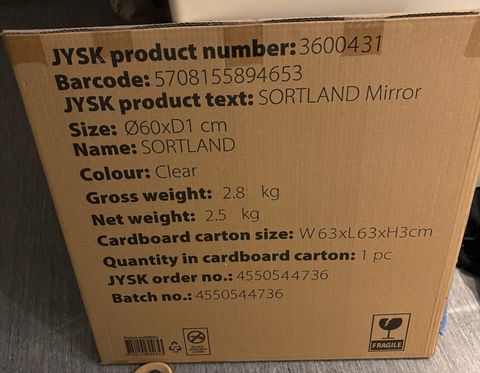 JYSK product number: 3600431
Barcode: 5708155894653
JYSK product text: SORTLAND Mirror
Size: Ø60xD1 cm
Name: SORTLAND
Colour: Clear
Gross weight: 2.8 kg
Net weight: 2.5 kg
Cardboard carton size: W63xL63xH3cm
Quantity in cardboard carton: 1 pc
JYSK order no.: 4550544736
Batch no.: 4550544736
FRAGILE